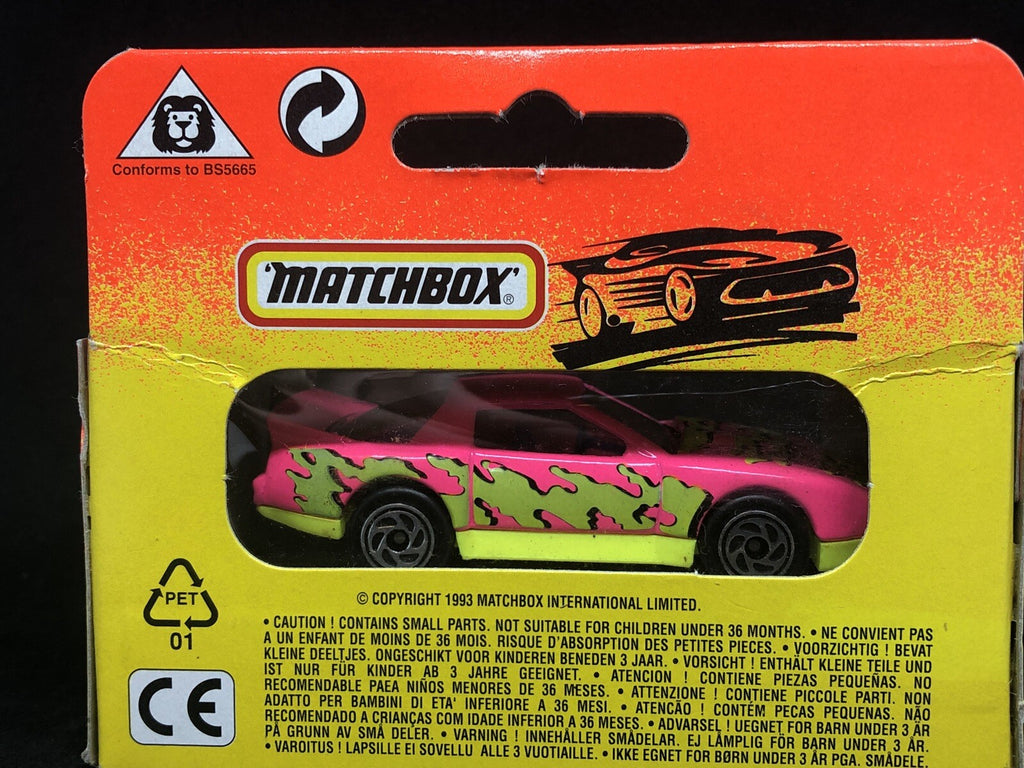 Conforms to BS5665
'MATCHBOX'®
© COPYRIGHT 1993 MATCHBOX INTERNATIONAL LIMITED.
PET
01
CE
• CAUTION ! CONTAINS SMALL PARTS. NOT SUITABLE FOR CHILDREN UNDER 36 MONTHS. • NE CONVIENT PAS
A UN ENFANT DE MOINS DE 36 MOIS. RISQUE D'ABSORPTION DES PETITES PIECES. • VOORZICHTIG ! BEVAT
KLEINE DEELTJES. ONGESCHIKT VOOR KINDEREN BENEDEN 3 JAAR. • VORSICHT ! ENTHÄLT KLEINE TEILE UND
IST NUR FÜR KINDER AB 3 JAHRE GEEIGNET. • ATENCION ! CONTIENE PIEZAS PEQUEÑAS. NO
RECOMENDABLE PAEA NIÑOS MENORES DE 36 MESES. • ATTENZIONE ! CONTIENE PICCOLE PARTI. NON
ADATTO PER BAMBINI DI ETA' INFERIORE A 36 MESI. • ATENCÃO ! CONTÉM PECAS PEQUENAS. NÃO
RECOMENDADO A CRIANÇAS COM IDADE INFERIOR A 36 MESES. • ADVARSEL ! UEGNET FOR BARN UNDER 3 ÅR
PÅ GRUNN AV SMÅ DELER. • VARNING ! INNEHÅLLER SMÅDELAR. EJ LÄMPLIG FÖR BARN UNDER 3 ÅR.
• VAROITUS ! LAPSILLE EI SOVELLU ALLE 3 VUOTIAILLE. • IKKE EGNET FOR BØRN UNDER 3 ÅR PGA. SMÅDELE.